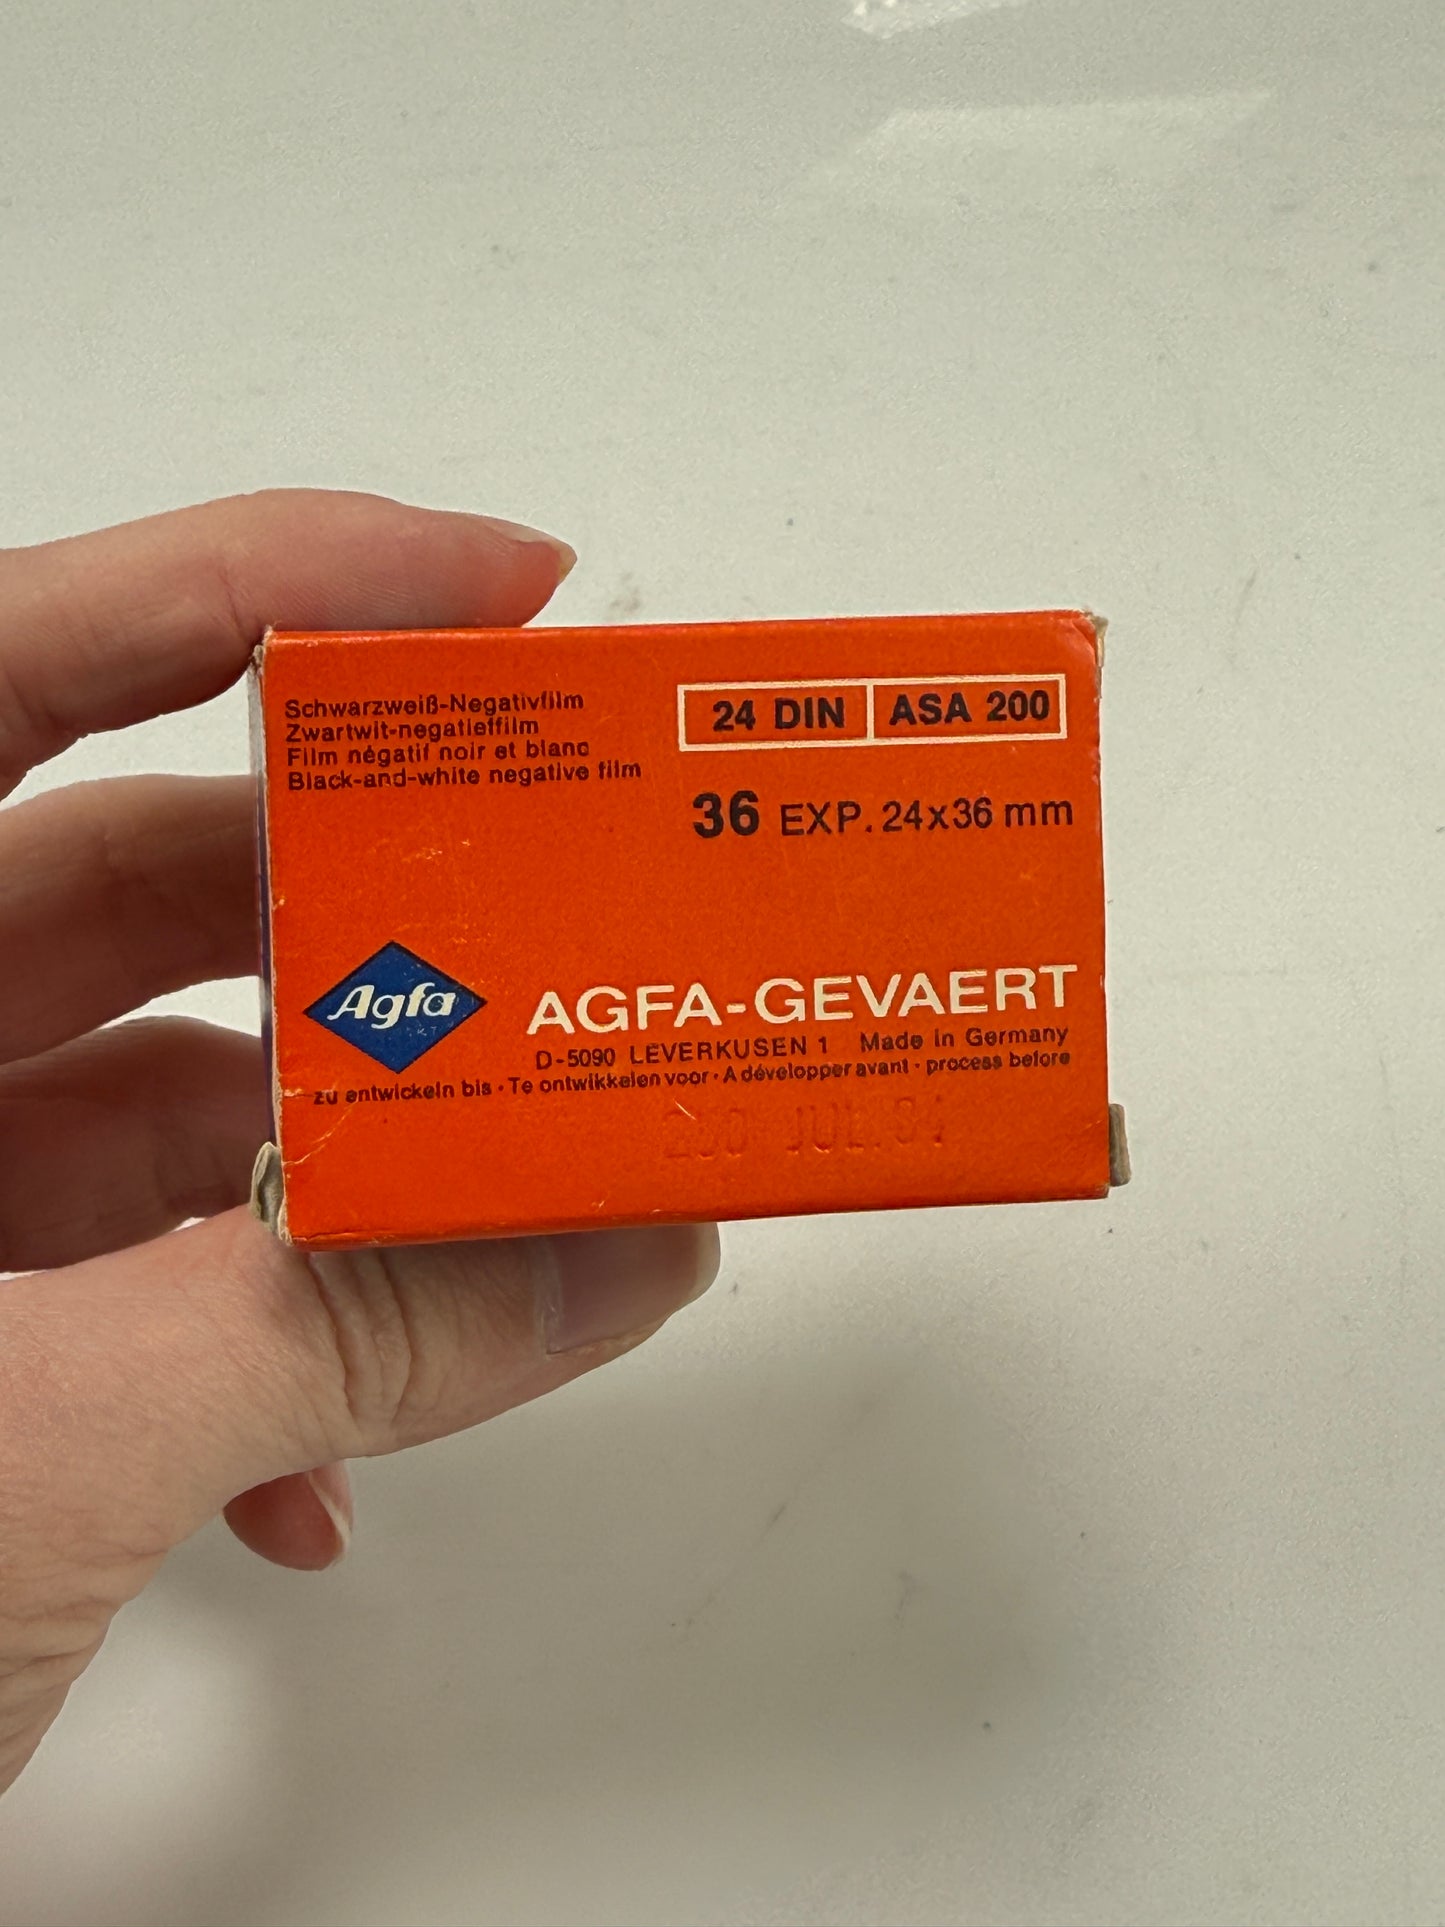 Schwarzweiß-Negativfilm
Zwartwit-negatieffilm
Film négatif noir et blanc
Black-and-white negative film
24 DIN ASA 200
36 EXP. 24x36 mm
Agfa
AGFA-GEVAERT
D-5090 LEVERKUSEN 1 Made in Germany
zu entwickeln bis · Te ontwikkelen voor · A développer avant · process before
JUL.